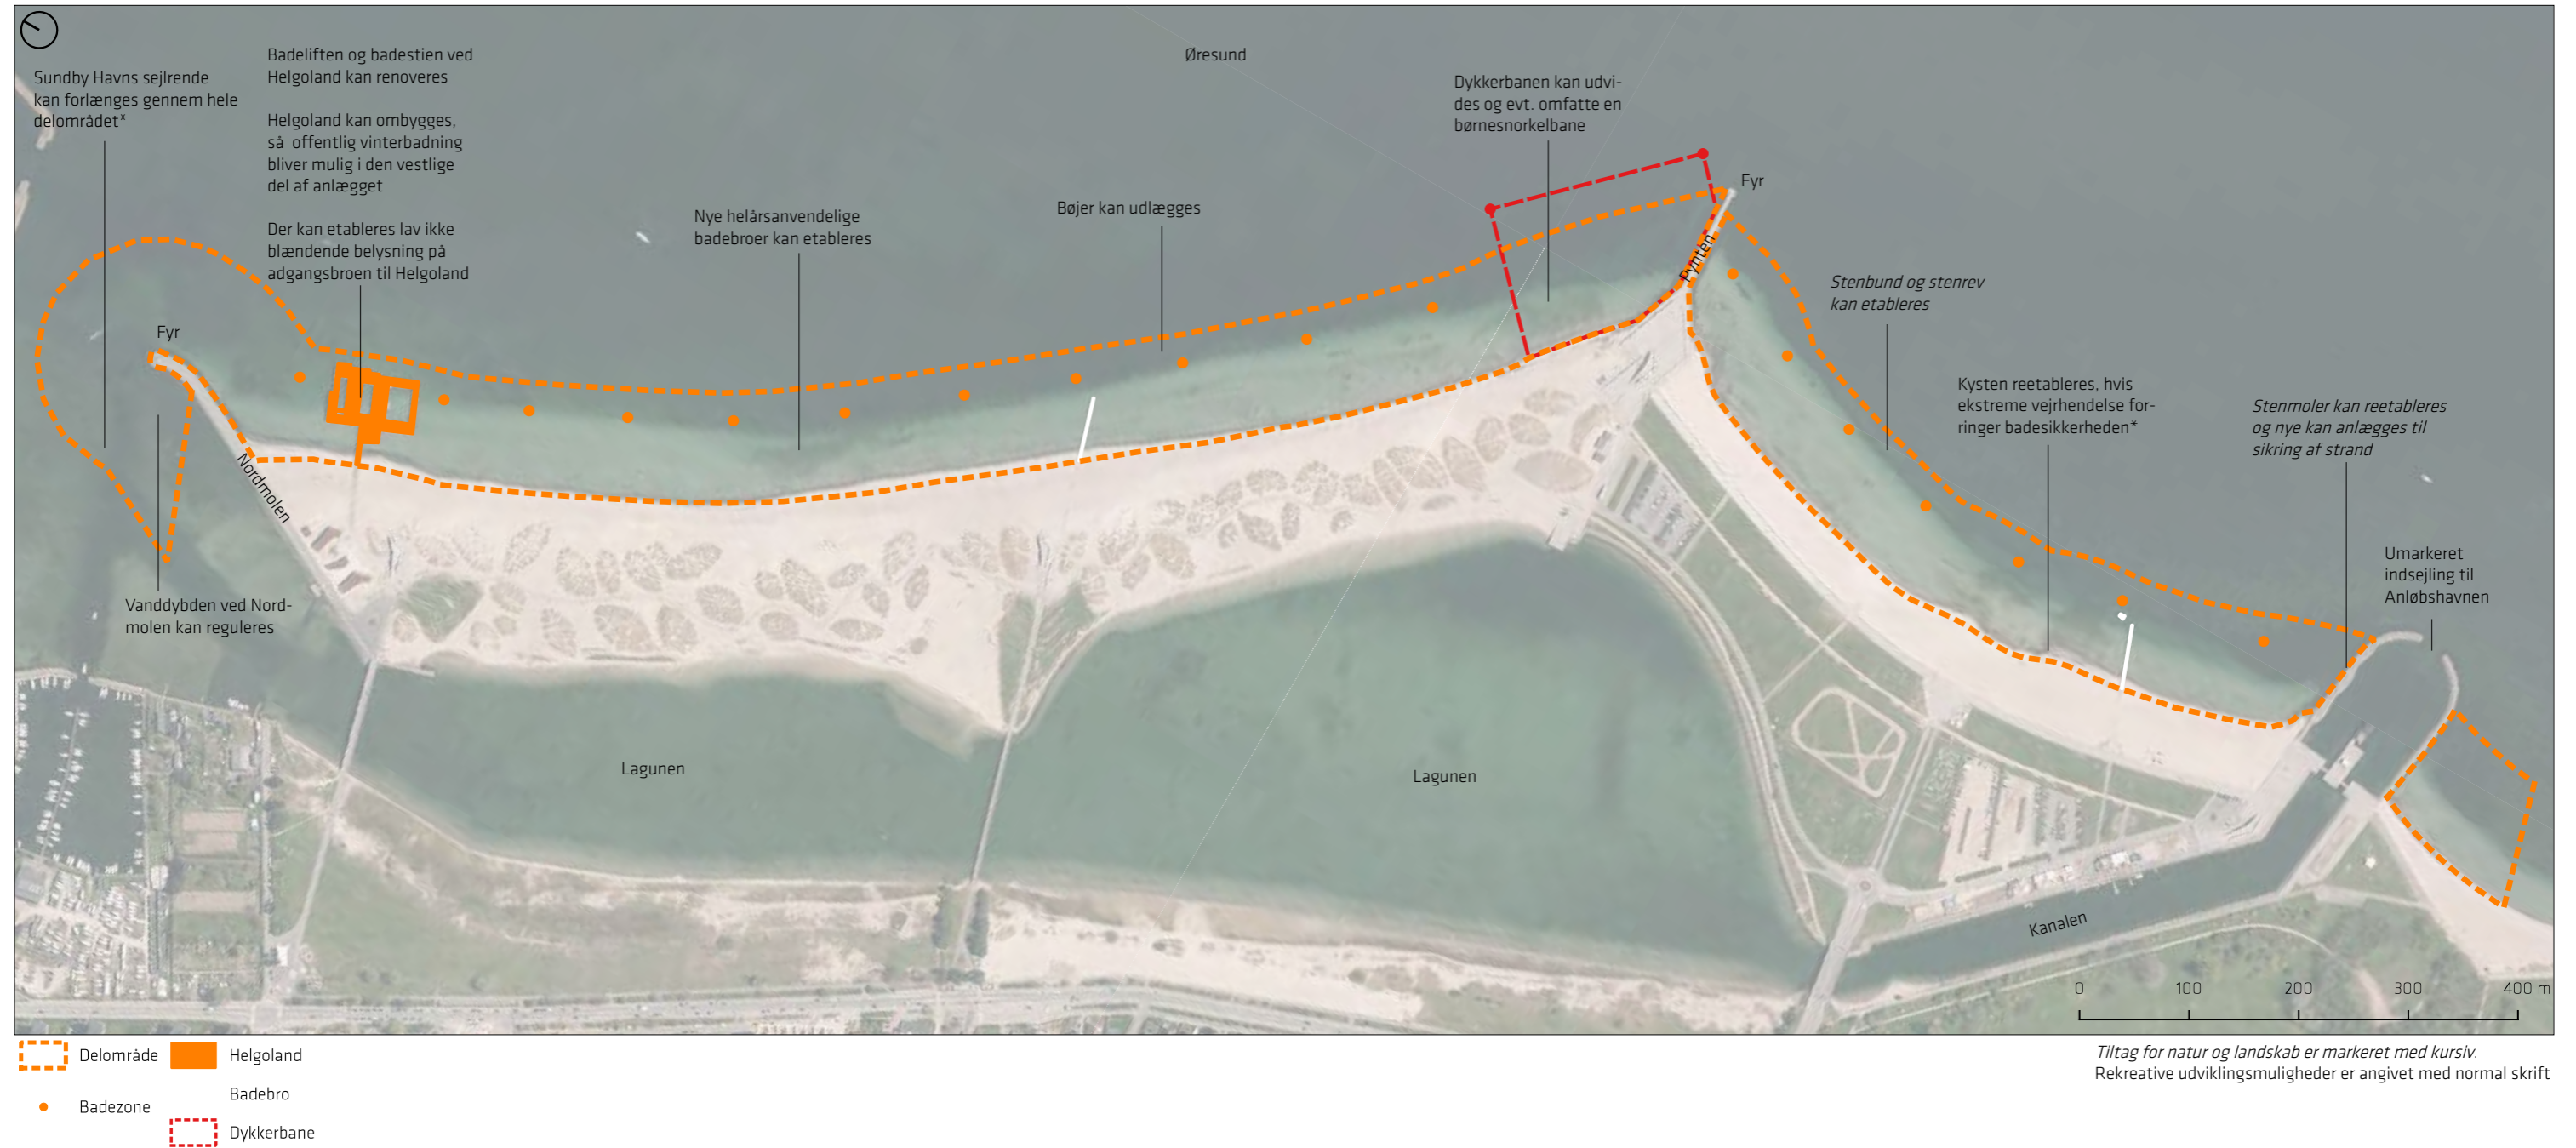 Sundby Havns sejlrende
kan forlænges gennem hele
delområdet*
Badeliften og badestien ved
Helgoland kan renoveres
Helgoland kan ombygges,
så offentlig vinterbadning
bliver mulig i den vestlige
del af anlægget
Der kan etableres lav ikke
blændende belysning på
adgangsbroen til Helgoland
Øresund
Nye helårsanvendelige
badebroer kan etableres
Bøjer kan udlægges
Dykkerbanen kan udvi-
des og evt. omfatte en
børnesnorkelbane
Fyr
Pynten
Stenbund og stenrev
kan etableres
Kysten reetableres, hvis
ekstreme vejrhendelse for-
ringer badesikkerheden*
Stenmoler kan reetableres
og nye kan anlægges til
sikring af strand
Umarkeret
indsejling til
Anløbshavnen
Fyr
Nordmolen
Vanddybden ved Nord-
molen kan reguleres
Lagunen
Lagunen
Kanalen
0 100 200 300 400 m
Delområde
Helgoland
Badebro
Badezone
Dykkerbane
Tiltag for natur og landskab er markeret med kursiv.
Rekreative udviklingsmuligheder er angivet med normal skrift